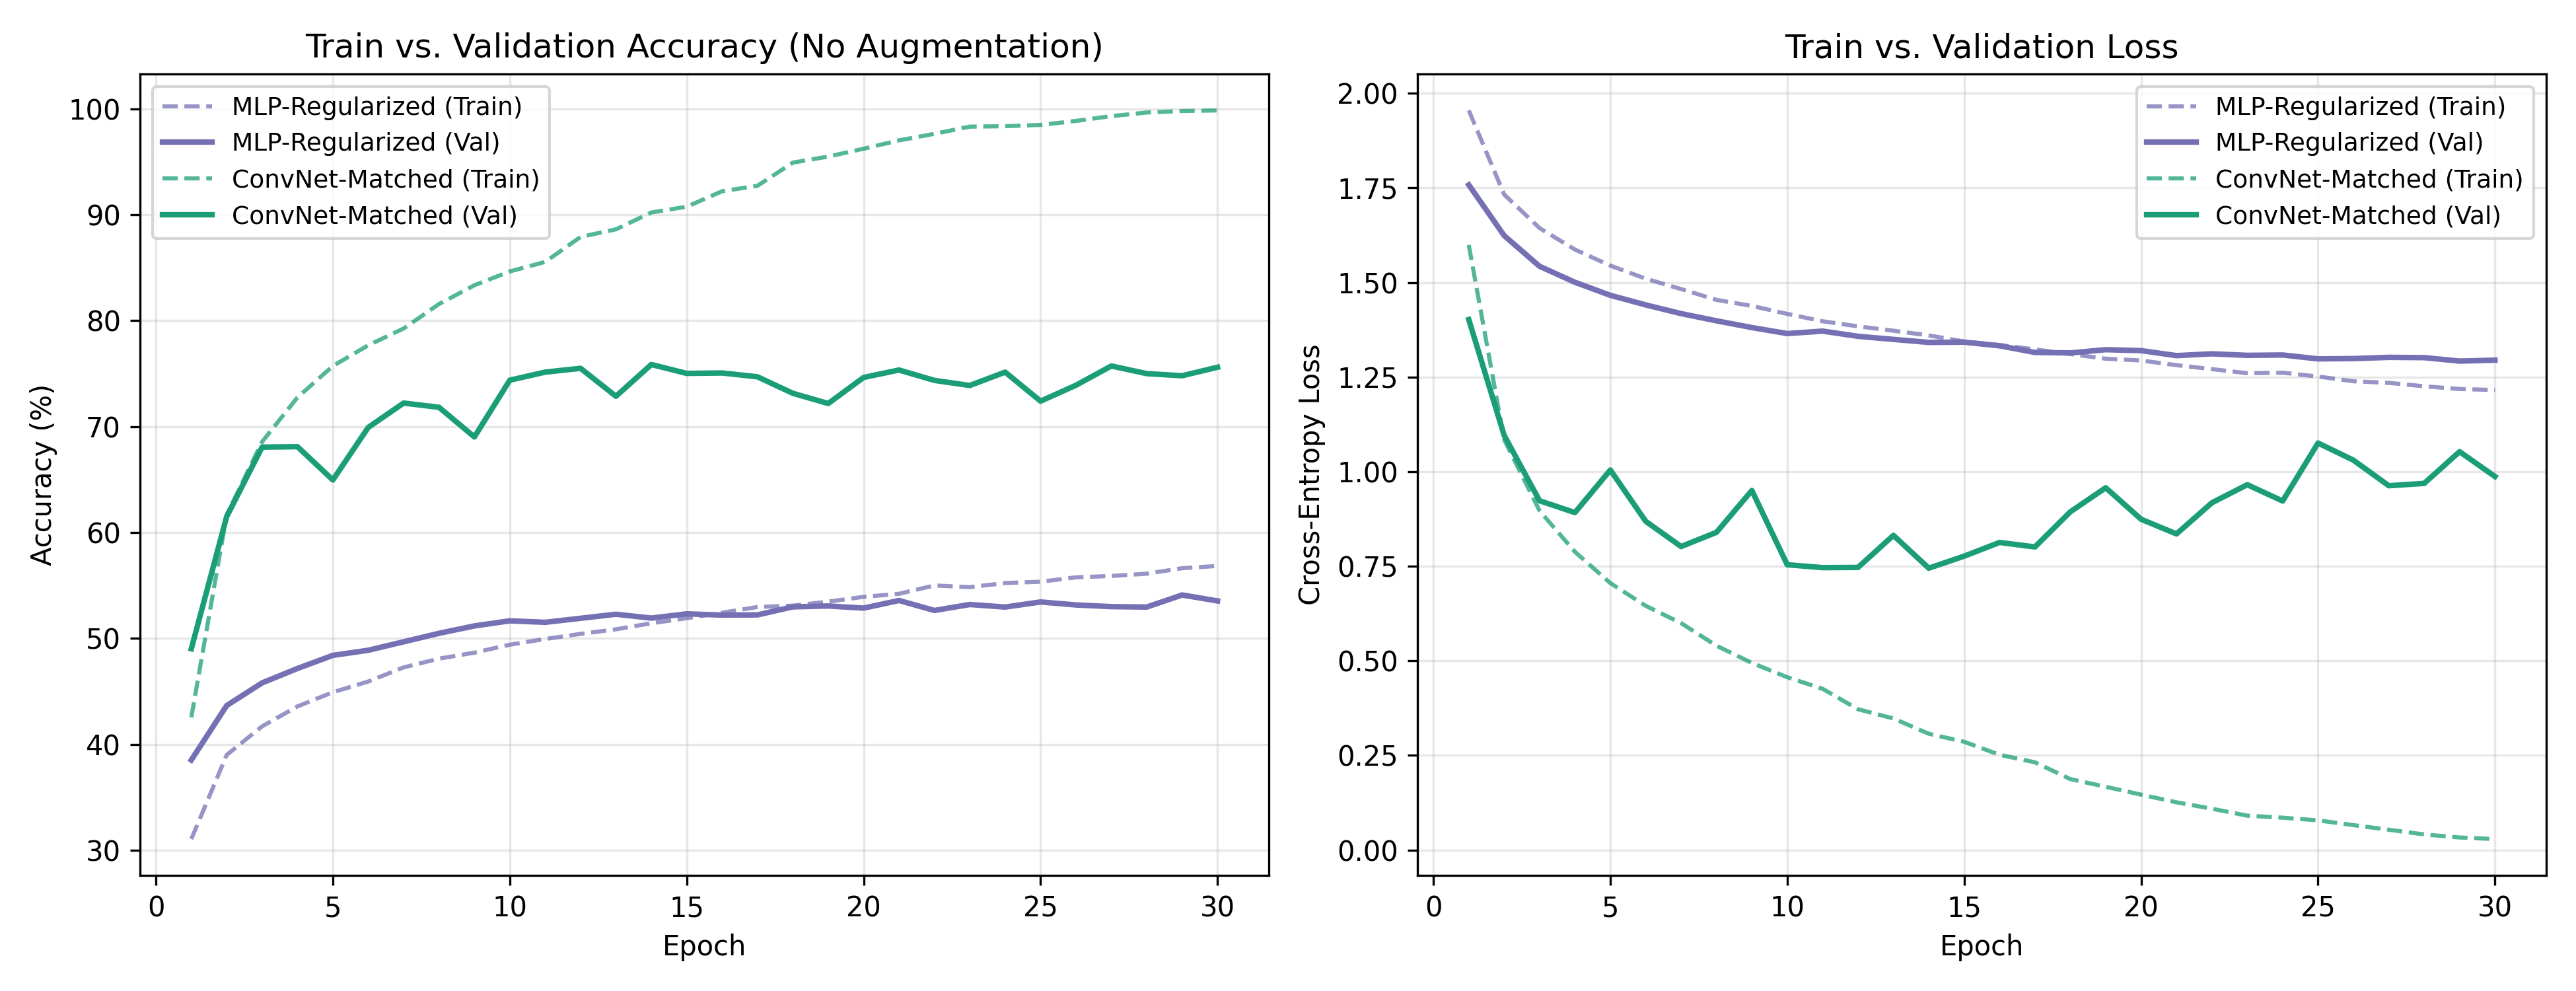 Train vs. Validation Accuracy (No Augmentation)
MLP-Regularized (Train)
MLP-Regularized (Val)
ConvNet-Matched (Train)
ConvNet-Matched (Val)
Accuracy (%)
100
90
80
70
60
50
40
30
0 5 10 15 20 25 30
Epoch
Train vs. Validation Loss
MLP-Regularized (Train)
MLP-Regularized (Val)
ConvNet-Matched (Train)
ConvNet-Matched (Val)
Cross-Entropy Loss
2.00
1.75
1.50
1.25
1.00
0.75
0.50
0.25
0.00
0 5 10 15 20 25 30
Epoch